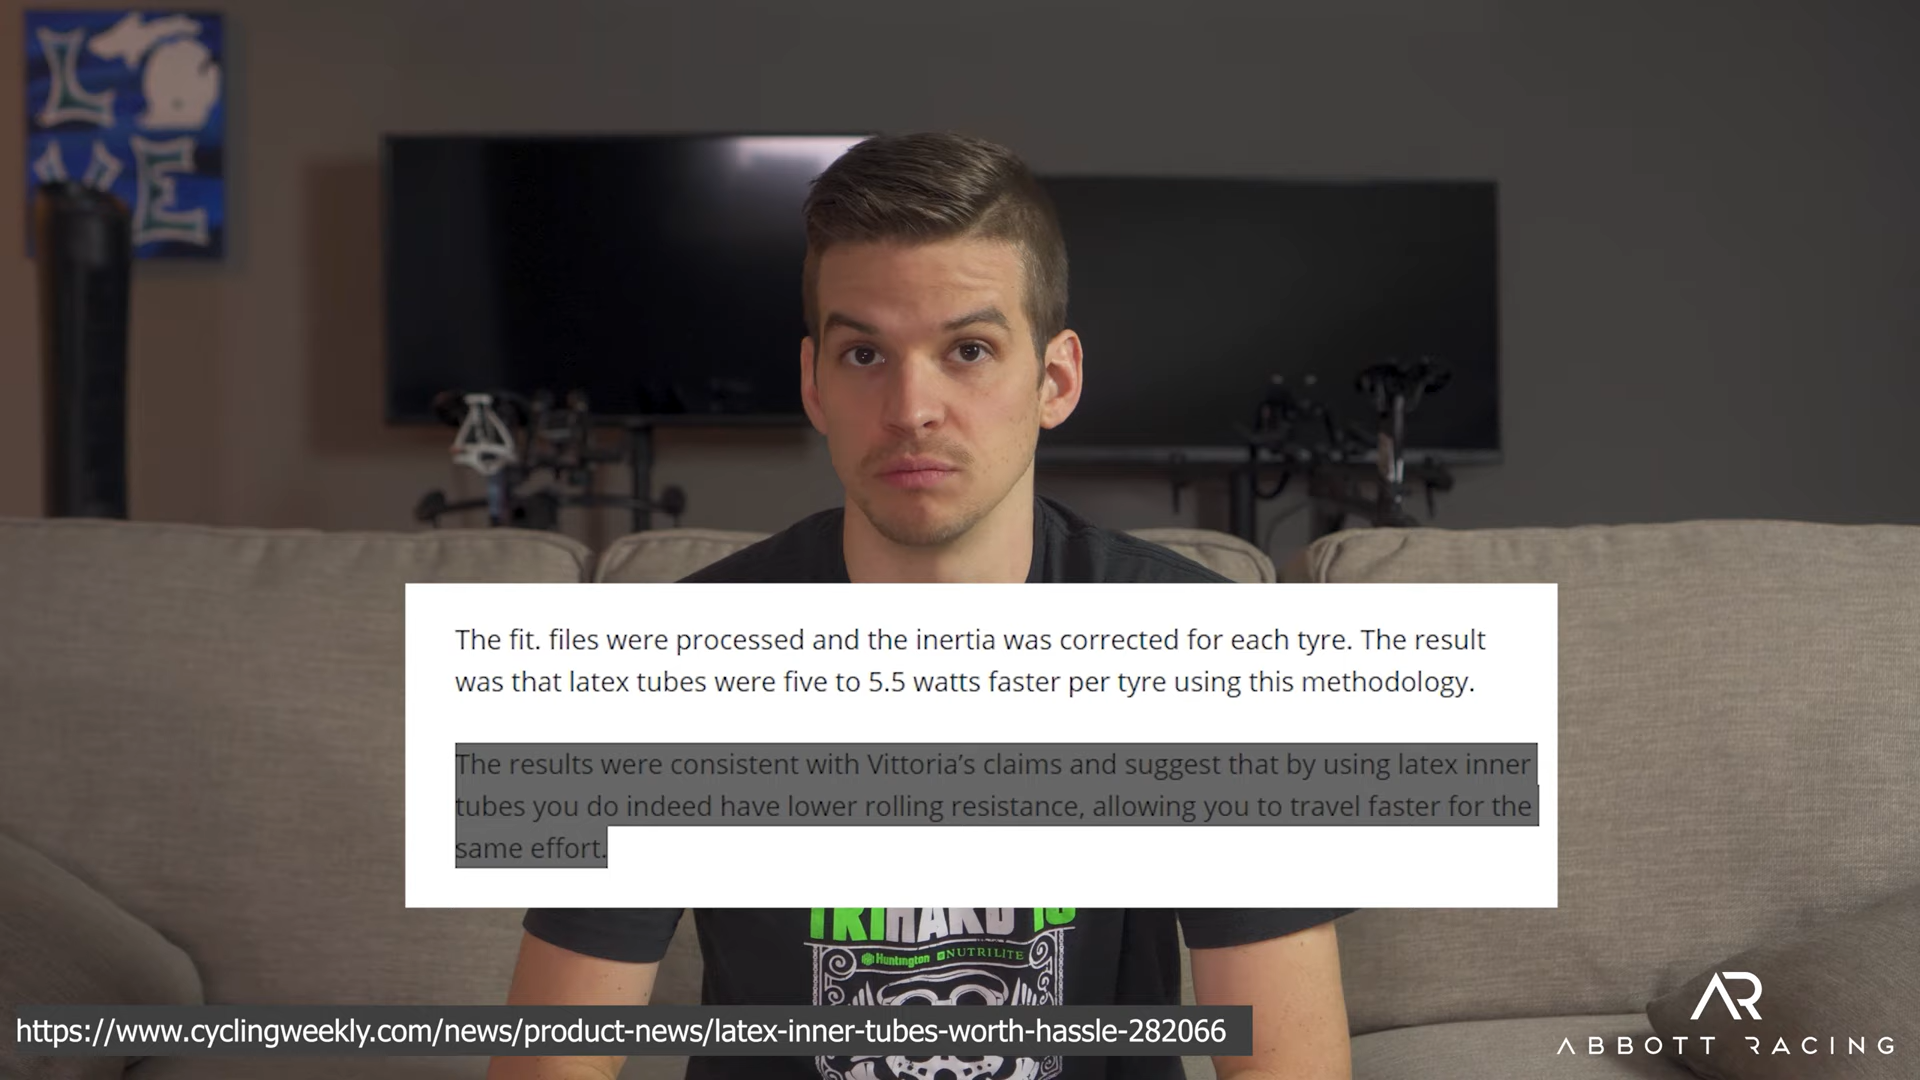 LOVE
The fit. files were processed and the inertia was corrected for each tyre. The result
was that latex tubes were five to 5.5 watts faster per tyre using this methodology.
The results were consistent with Vittoria’s claims and suggest that by using latex inner
tubes you do indeed have lower rolling resistance, allowing you to travel faster for the
same effort.
Huntington NUTRILITE
https://www.cyclingweekly.com/news/product-news/latex-inner-tubes-worth-hassle-282066
AR
ABBOTT RACING